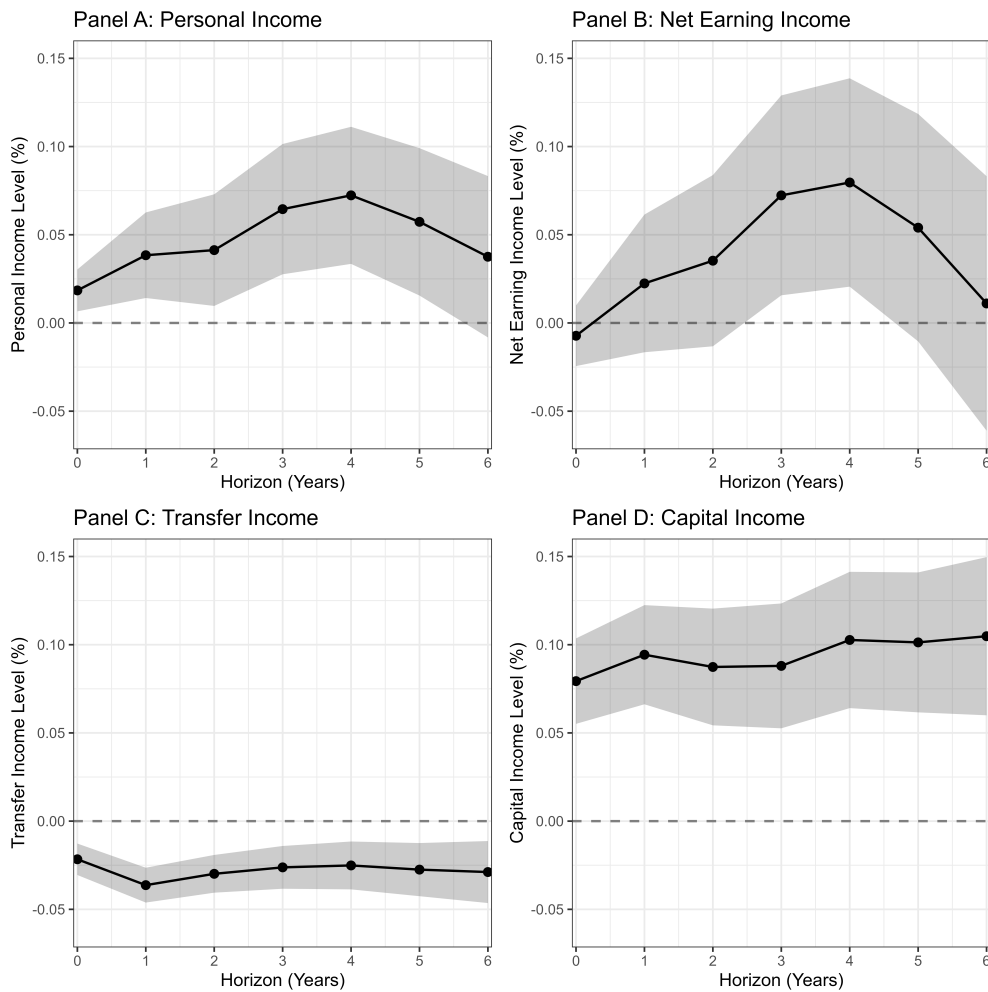 Panel A: Personal Income
Personal Income Level (%)
0.15
0.10
0.05
0.00
-0.05
0 1 2 3 4 5 6
Horizon (Years)
Panel B: Net Earning Income
Net Earning Income Level (%)
0.15
0.10
0.05
0.00
-0.05
0 1 2 3 4 5 6
Horizon (Years)
Panel C: Transfer Income
Transfer Income Level (%)
0.15
0.10
0.05
0.00
-0.05
0 1 2 3 4 5 6
Horizon (Years)
Panel D: Capital Income
Capital Income Level (%)
0.15
0.10
0.05
0.00
-0.05
0 1 2 3 4 5 6
Horizon (Years)